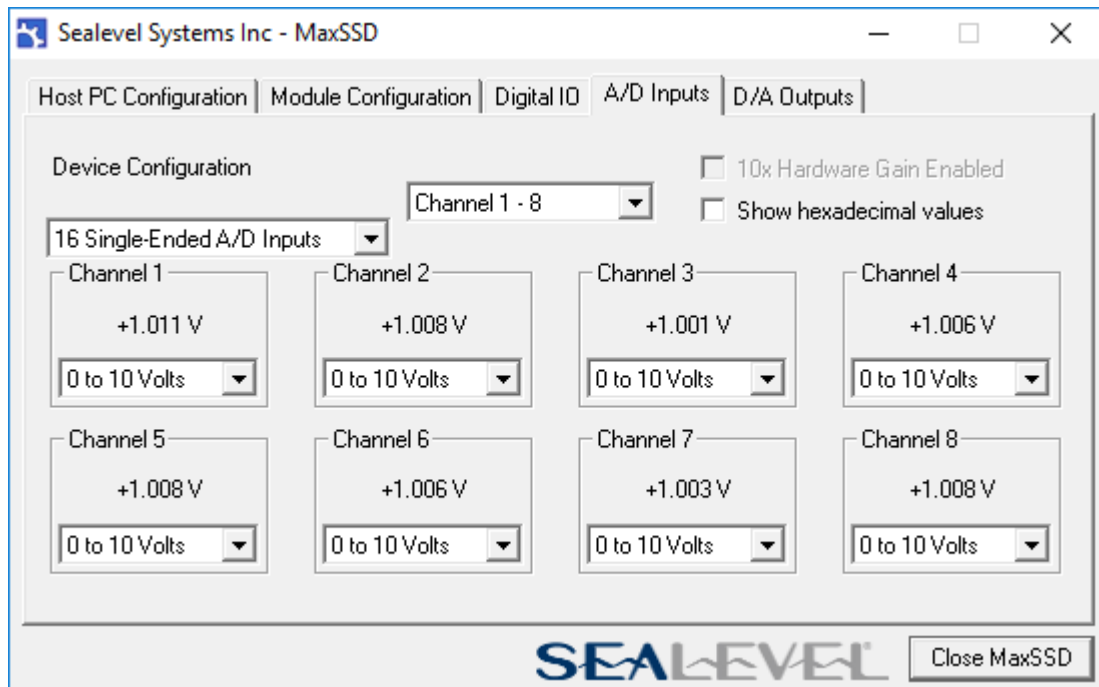 Sealevel Systems Inc - MaxSSD
Host PC Configuration Module Configuration Digital IO A/D Inputs D/A Outputs
Device Configuration
10x Hardware Gain Enabled
Channel 1 - 8
Show hexadecimal values
16 Single-Ended A/D Inputs
Channel 1 Channel 2 Channel 3 Channel 4
+1.011 V +1.008 V +1.001 V +1.006 V
0 to 10 Volts 0 to 10 Volts 0 to 10 Volts 0 to 10 Volts
Channel 5 Channel 6 Channel 7 Channel 8
+1.008 V +1.006 V +1.003 V +1.008 V
0 to 10 Volts 0 to 10 Volts 0 to 10 Volts 0 to 10 Volts
SEALEVEL Close MaxSSD